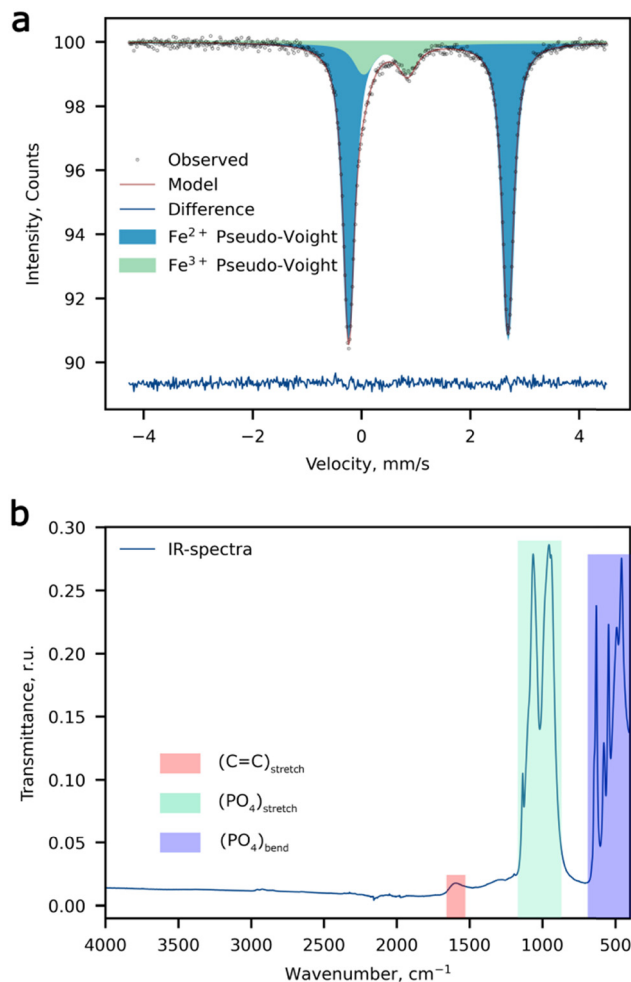 a
100
98
96
94
92
90
Intensity, Counts
Observed
Model
Difference
Fe²⁺ Pseudo-Voight
Fe³⁺ Pseudo-Voight
−4 −2 0 2 4
Velocity, mm/s
b
0.30
0.25
0.20
0.15
0.10
0.05
0.00
Transmittance, r.u.
IR-spectra
(C=C)stretch
(PO₄)stretch
(PO₄)bend
4000 3500 3000 2500 2000 1500 1000 500
Wavenumber, cm⁻¹